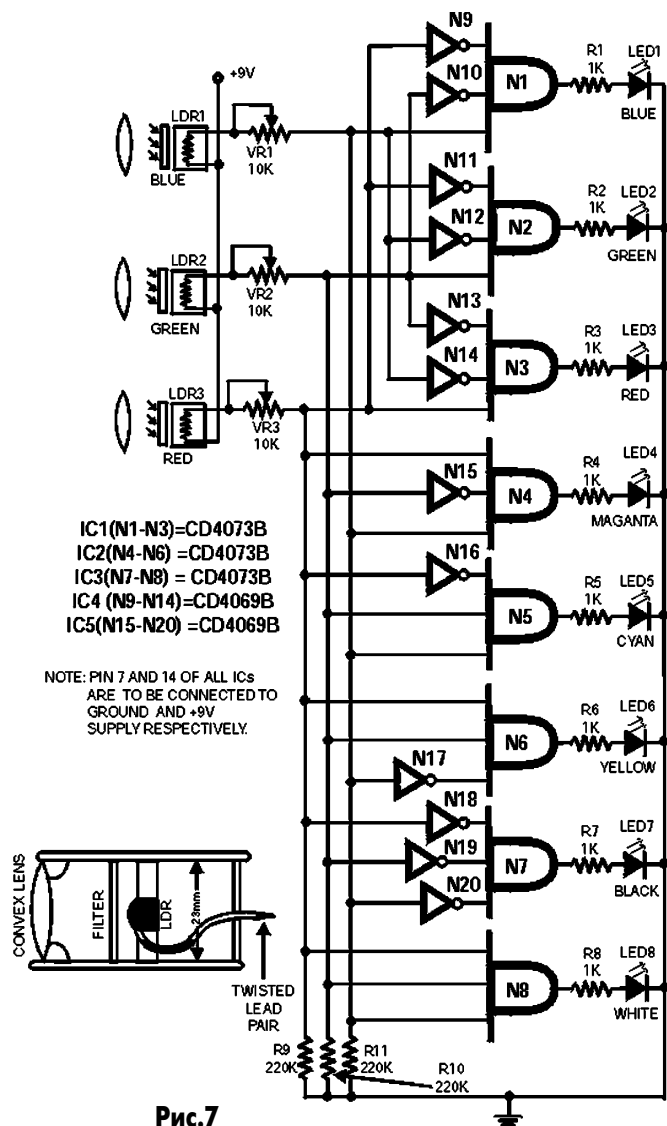 +9V
LDR1
BLUE
VR1
10K
LDR2
GREEN
VR2
10K
LDR3
RED
VR3
10K
N9
N10
N1
R1
1K
LED1
BLUE
N11
N12
N2
R2
1K
LED2
GREEN
N13
N14
N3
R3
1K
LED3
RED
N15
N4
R4
1K
LED4
MAGANTA
N16
N5
R5
1K
LED5
CYAN
N17
N6
R6
1K
LED6
YELLOW
N18
N19
N20
N7
R7
1K
LED7
BLACK
N8
R8
1K
LED8
WHITE
IC1(N1-N3)=CD4073B
IC2(N4-N6) =CD4073B
IC3(N7-N8) = CD4073B
IC4 (N9-N14)=CD4069B
IC5(N15-N20) =CD4069B
NOTE: PIN 7 AND 14 OF ALL ICs
ARE TO BE CONNECTED TO
GROUND AND +9V
SUPPLY RESPECTIVELY.
CONVEX LENS
FILTER
LDR
23mm
TWISTED
LEAD
PAIR
R9
220K
R11
220K
R10
220K
Рис.7